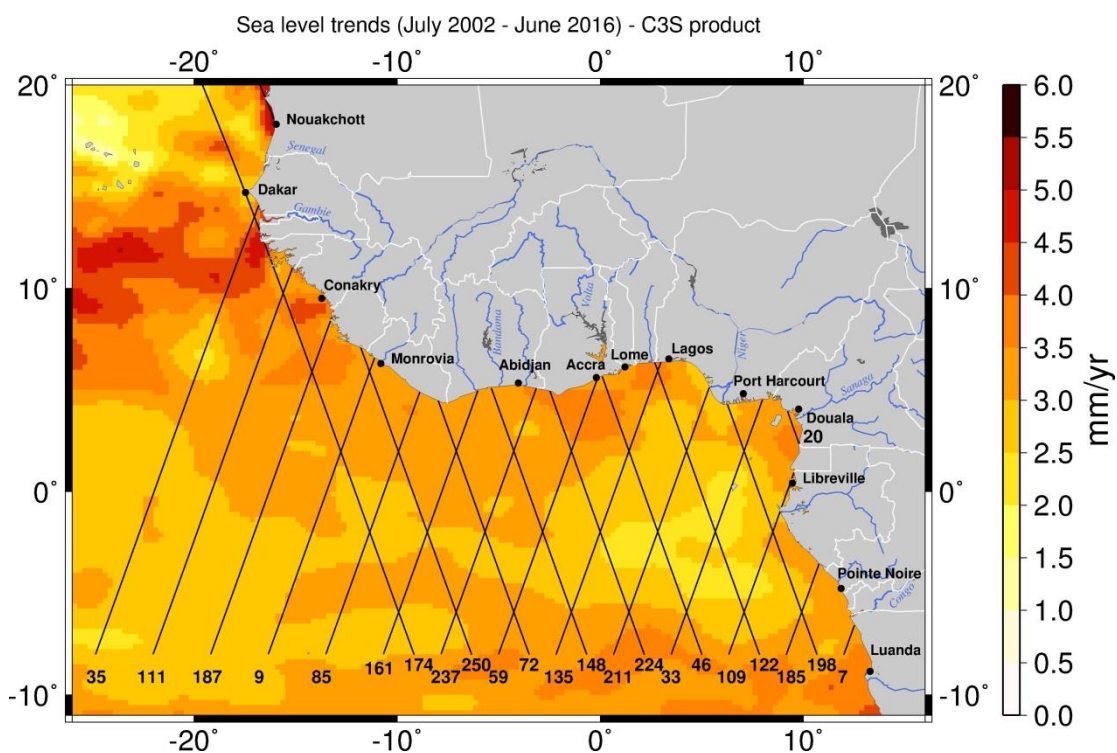 Sea level trends (July 2002 - June 2016) - C3S product
-20˚ -10˚ 0˚ 10˚
20˚ 20˚ 6.0
Nouakchott 5.5
Senegal
Dakar 5.0
Gambie 4.5
10˚ 10˚ 4.0
Conakry
Volta
Niger
Bandama
3.5
Monrovia Abidjan Accra Lome Lagos
Port Harcourt Sanaga 3.0
Douala
20 2.5
0˚ Libreville 0˚ 2.0
mm/yr
1.5
Pointe Noire
Congo 1.0
Luanda
174 250 72 148 224 46 122 198 0.5
35 111 187 9 85 161 237 59 135 211 33 109 185 7
-10˚ -10˚ 0.0
-20˚ -10˚ 0˚ 10˚